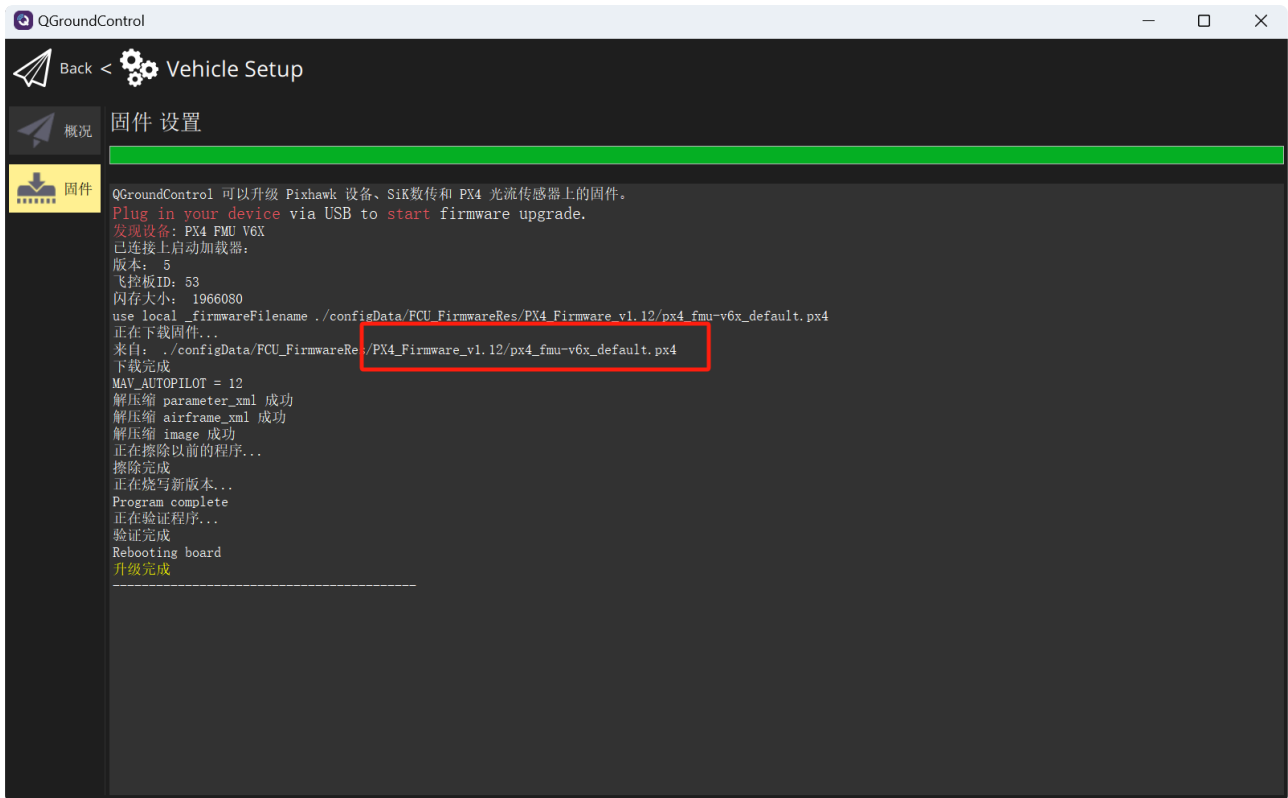 QGroundControl
Back < Vehicle Setup
概况
固件 设置
固件
QGroundControl 可以升级 Pixhawk 设备、SiK数传和 PX4 光流传感器上的固件。
Plug in your device via USB to start firmware upgrade.
发现设备: PX4 FMU V6X
已连接上启动加载器:
版本: 5
飞控板ID: 53
闪存大小: 1966080
use local _firmwareFilename ./configData/FCU_FirmwareRes/PX4_Firmware_v1.12/px4_fmu-v6x_default.px4
正在下载固件...
来自: ./configData/FCU_FirmwareRes/PX4_Firmware_v1.12/px4_fmu-v6x_default.px4
下载完成
MAV_AUTOPILOT = 12
解压缩 parameter_xml 成功
解压缩 airframe_xml 成功
解压缩 image 成功
正在擦除以前的程序...
擦除完成
正在烧写新版本...
Program complete
正在验证程序...
验证完成
Rebooting board
升级完成
------------------------------------------